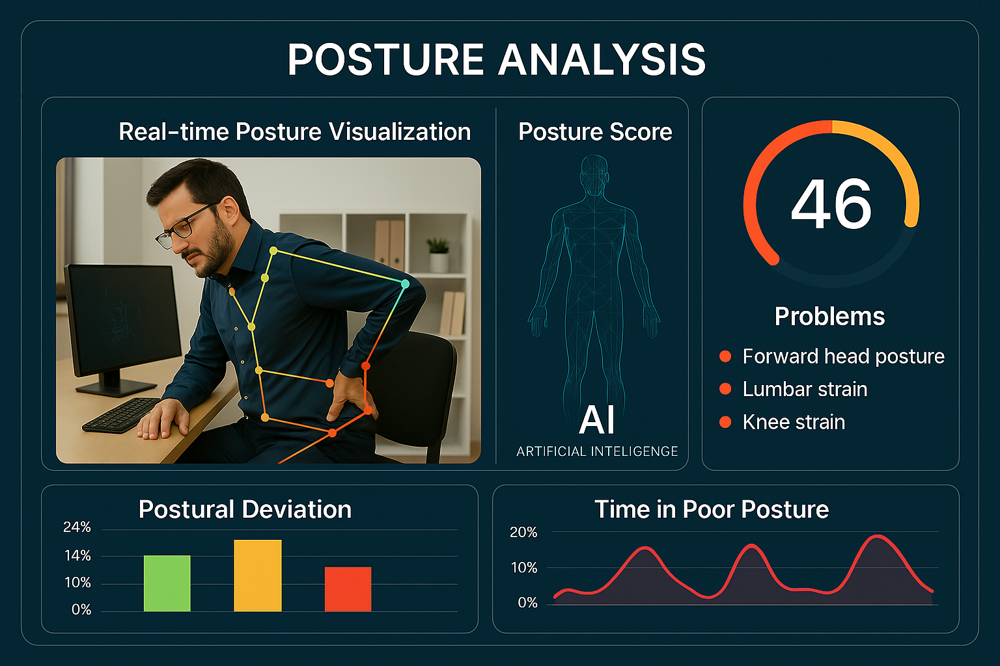 POSTURE ANALYSIS
Real-time Posture Visualization
Posture Score
AI
ARTIFICIAL INTELIGENGE
46
Problems
Forward head posture
Lumbar strain
Knee strain
Postural Deviation
24%
14%
10%
0%
Time in Poor Posture
20%
10%
0%